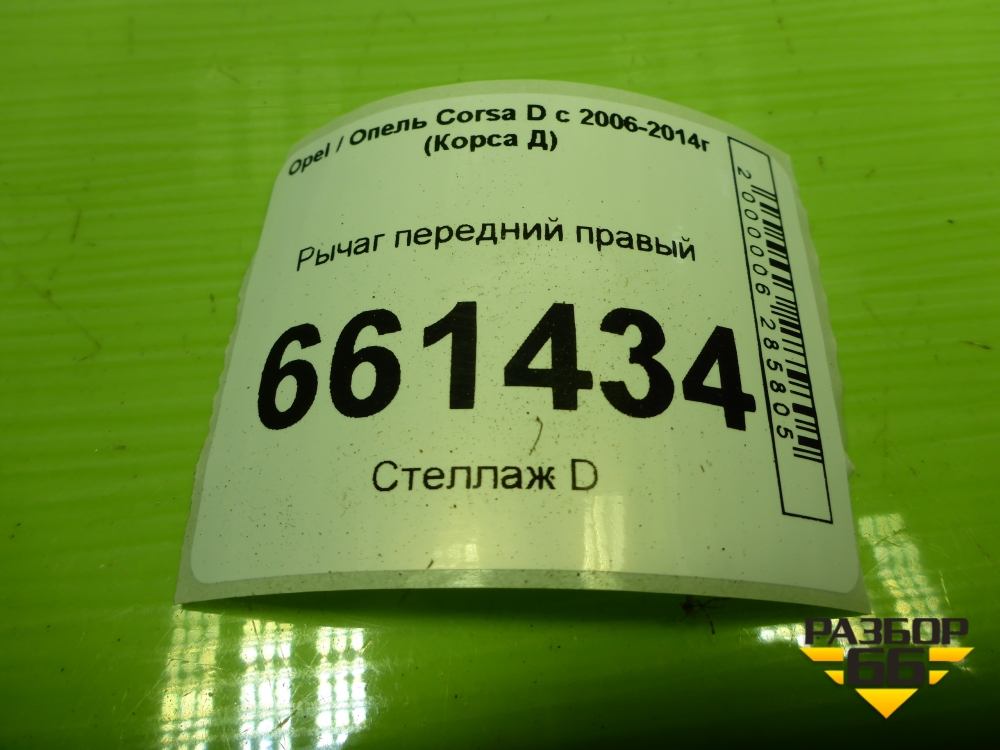 Opel / Опель Corsa D с 2006-2014г
(Корса Д)
Рычаг передний правый
661434
Стеллаж D
2000006285805
РАЗБОР
66